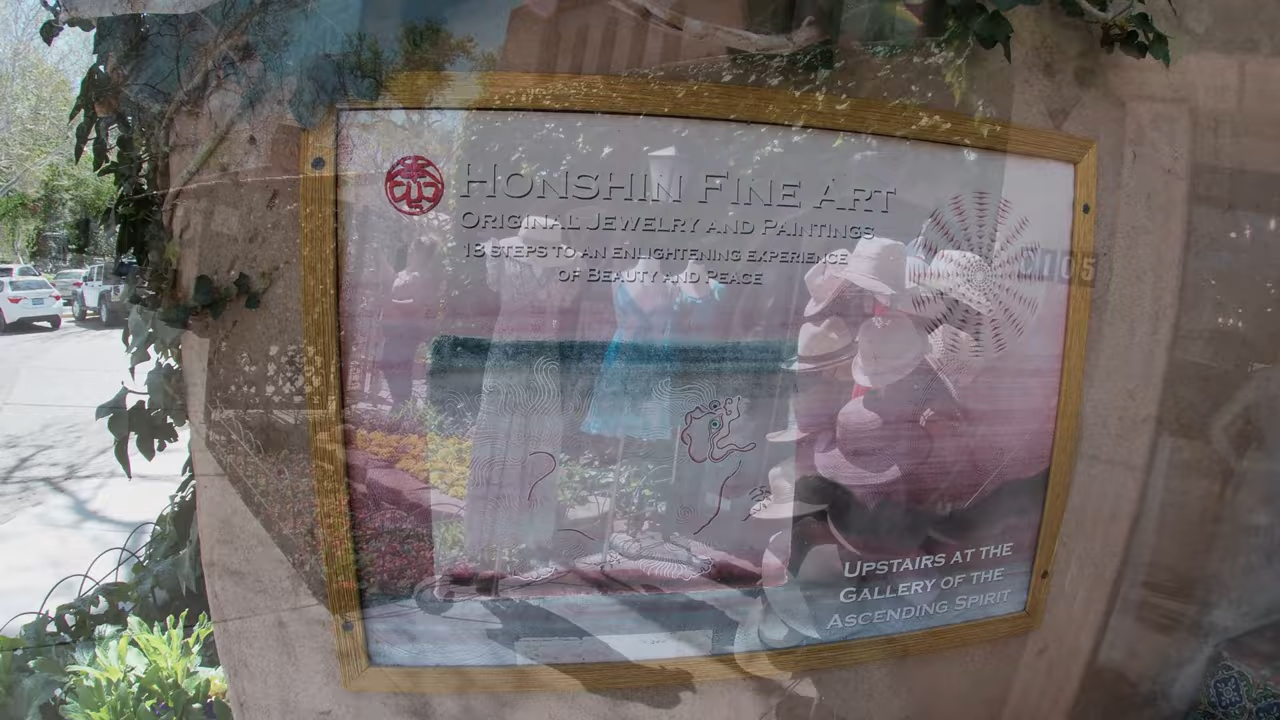 HONSHIN FINE ART
ORIGINAL JEWELRY AND PAINTINGS
18 STEPS TO AN ENLIGHTENING EXPERIENCE
OF BEAUTY AND PEACE
UPSTAIRS AT THE
GALLERY OF THE
ASCENDING SPIRIT